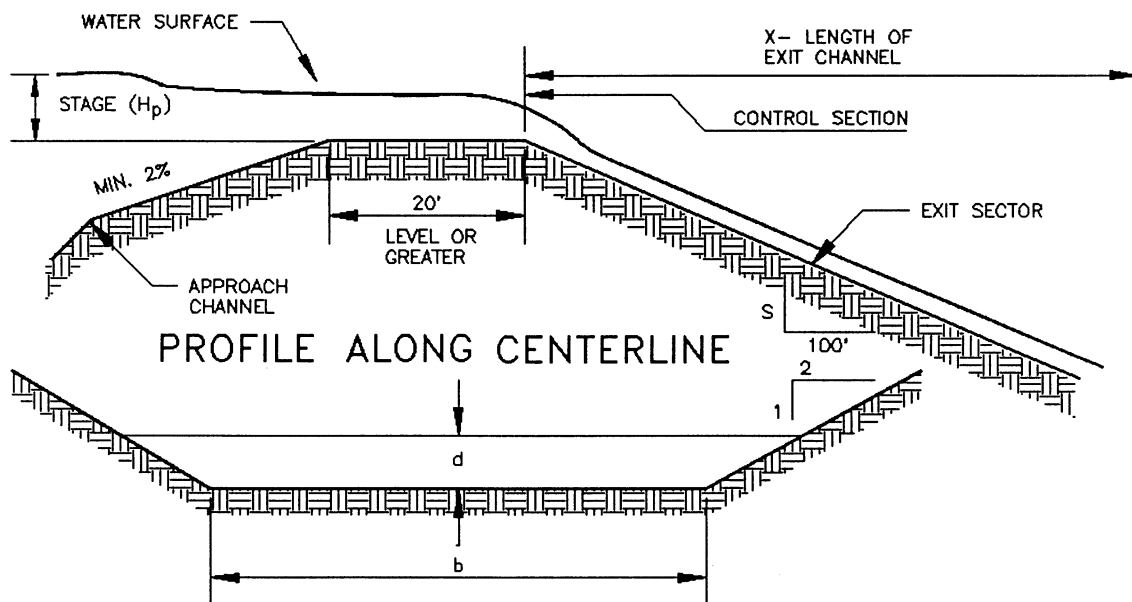 WATER SURFACE
X- LENGTH OF
EXIT CHANNEL
STAGE (Hp)
CONTROL SECTION
MIN. 2%
20'
LEVEL OR
GREATER
EXIT SECTOR
APPROACH
CHANNEL
S
100'
PROFILE ALONG CENTERLINE
2
1
d
b